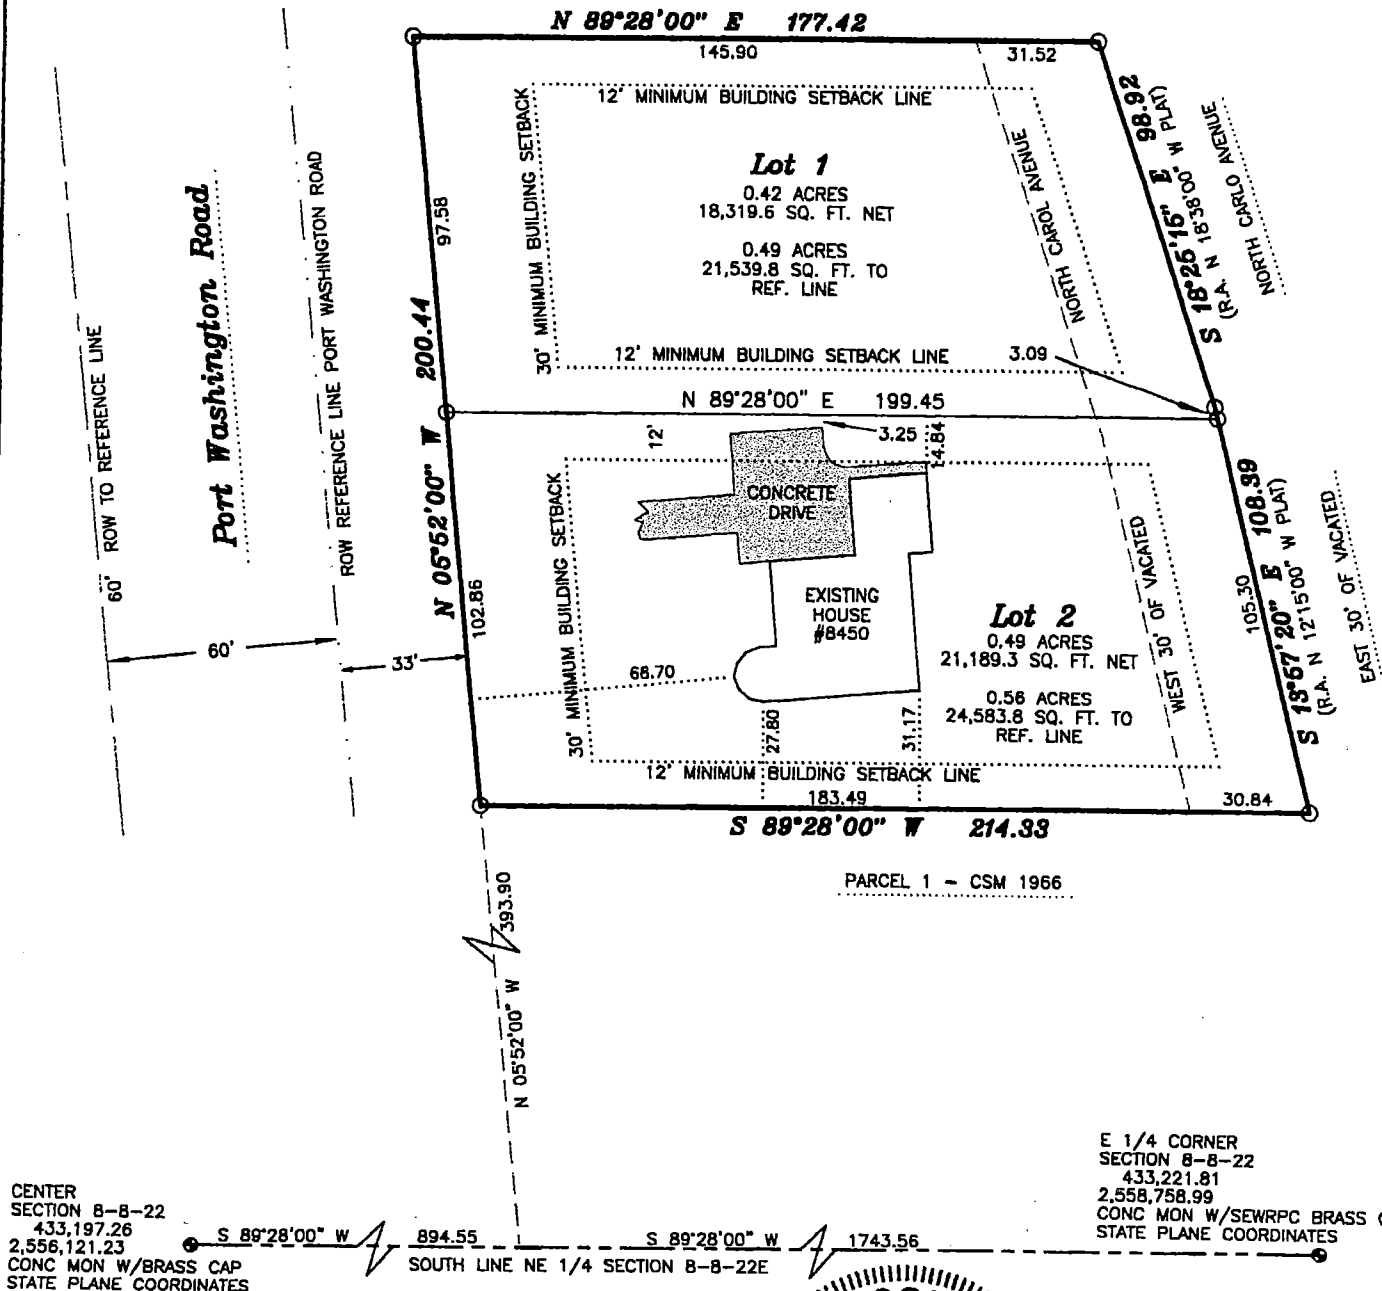 N 89°28'00" E 177.42
145.90
31.52
12' MINIMUM BUILDING SETBACK LINE
30' MINIMUM BUILDING SETBACK
Lot 1
0.42 ACRES
18,319.6 SQ. FT. NET
0.49 ACRES
21,539.8 SQ. FT. TO
REF. LINE
NORTH CAROL AVENUE
S 18°25'15" E 98.92
(R.A. N 18°38'00" W PLAT)
NORTH CARLO AVENUE
97.58
N 05°52'00" W 200.44
Port Washington Road
60' ROW TO REFERENCE LINE
ROW REFERENCE LINE PORT WASHINGTON ROAD
12' MINIMUM BUILDING SETBACK LINE
3.09
N 89°28'00" E 199.45
12'
3.25
14.84
CONCRETE
DRIVE
30' MINIMUM BUILDING SETBACK
102.86
EXISTING
HOUSE
#8450
Lot 2
0.49 ACRES
21,189.3 SQ. FT. NET
0.56 ACRES
24,583.8 SQ. FT. TO
REF. LINE
WEST 30' OF VACATED
105.30
S 13°57'20" E 108.39
(R.A. N 12°15'00" W PLAT)
EAST 30' OF VACATED
60'
33'
68.70
27.80
31.17
12' MINIMUM BUILDING SETBACK LINE
183.49
30.84
S 89°28'00" W 214.33
PARCEL 1 - CSM 1966
393.90
N 05°52'00" W
E 1/4 CORNER
SECTION 8-8-22
433,221.81
2,558,758.99
CONC MON W/SEWRPC BRASS
STATE PLANE COORDINATES
CENTER
SECTION 8-8-22
433,197.26
2,556,121.23
CONC MON W/BRASS CAP
STATE PLANE COORDINATES
S 89°28'00" W 894.55 S 89°28'00" W 1743.56
SOUTH LINE NE 1/4 SECTION 8-8-22E